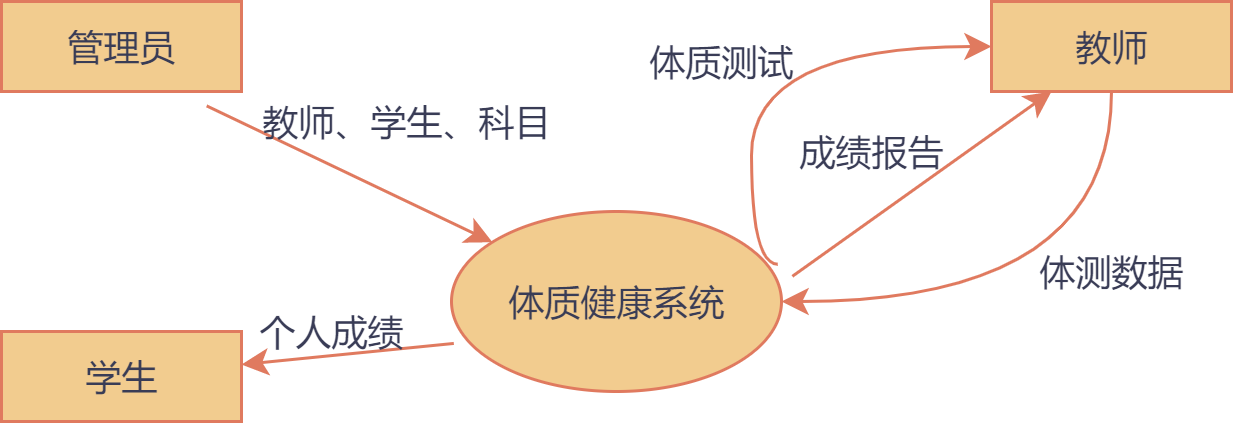 管理员
教师
体质测试
教师、学生、科目
成绩报告
体测数据
体质健康系统
个人成绩
学生